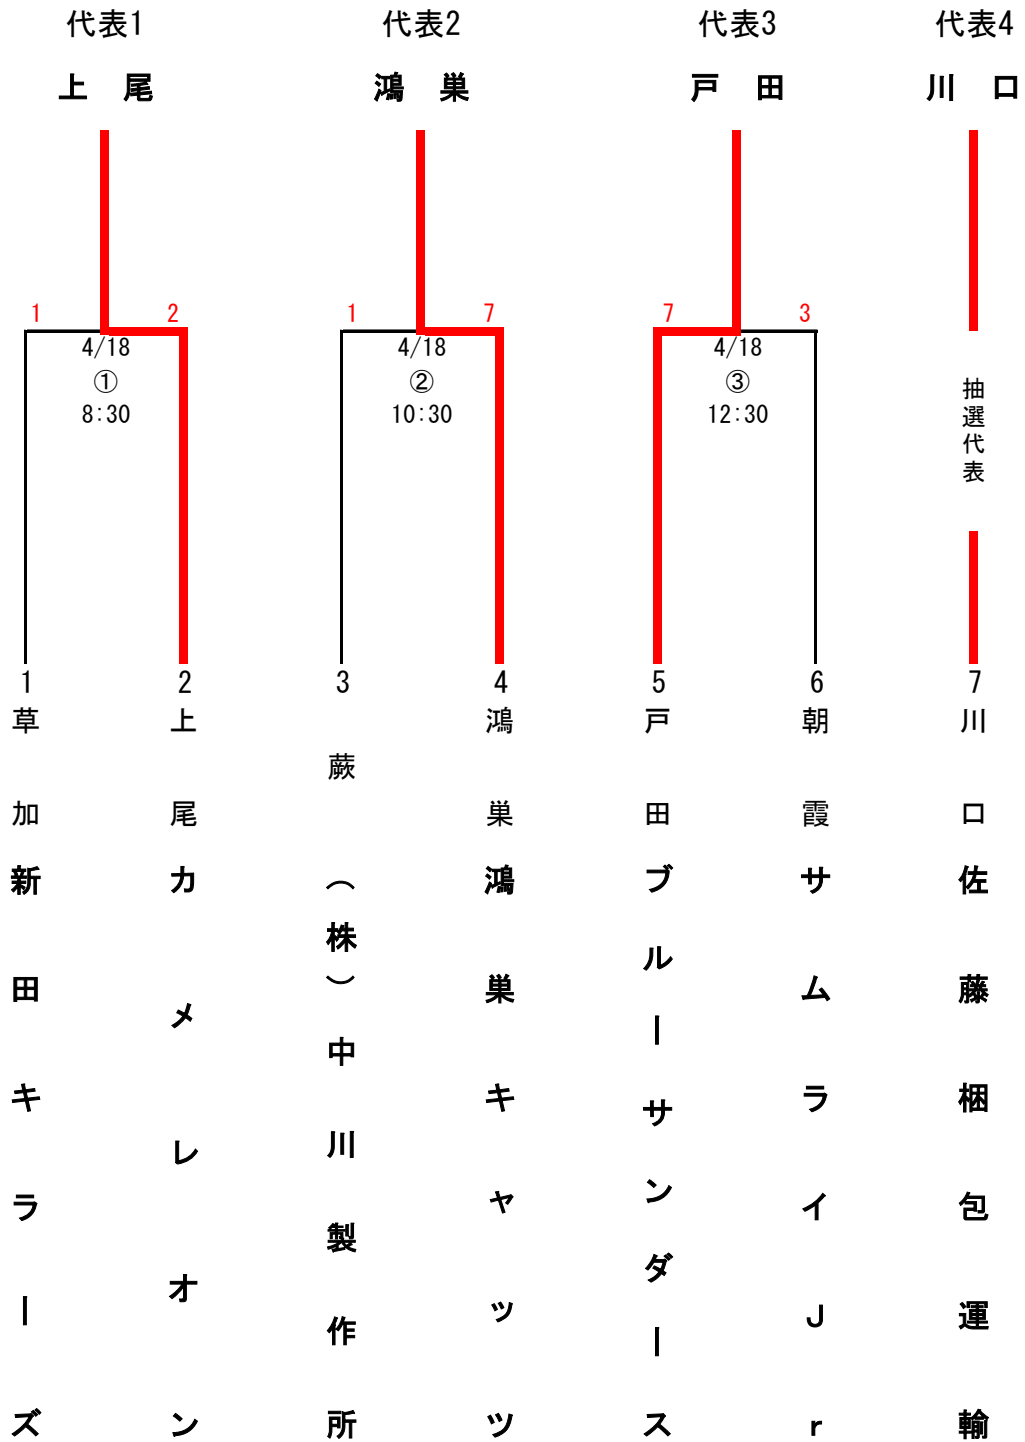 代表1
代表2
代表3
代表4
上 尾
鴻 巣
戸 田
川 口
1 2
1 7
7 3
4/18
①
8:30
4/18
②
10:30
4/18
③
12:30
抽選代表
1
草加
新田キラーズ
2
上尾
カメレオン
3
蕨
（株）中川製作所
4
鴻巣
鴻巣キャッツ
5
戸田
ブルーサンダース
6
朝霞
サムライJr
7
川口
佐藤梱包運輸